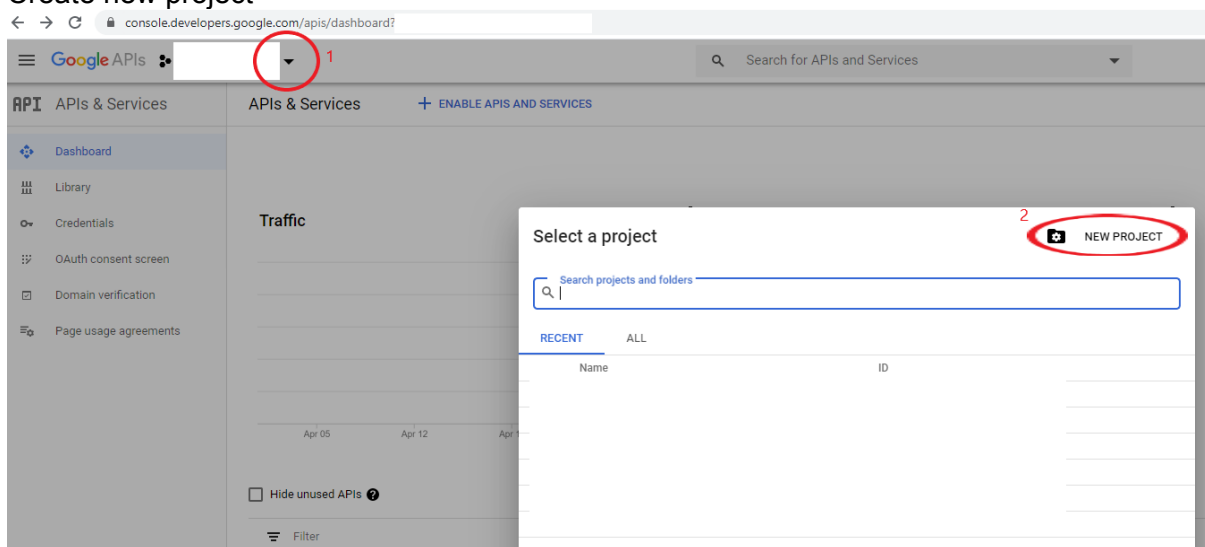 Create new project
console.developers.google.com/apis/dashboard?
Google APIs
1
Search for APIs and Services
API APIs & Services
APIs & Services
+ ENABLE APIS AND SERVICES
Dashboard
Library
Credentials
OAuth consent screen
Domain verification
Page usage agreements
Traffic
Apr 05
Apr 12
Hide unused APIs
Filter
Select a project
2
NEW PROJECT
Search projects and folders
RECENT
ALL
Name
ID